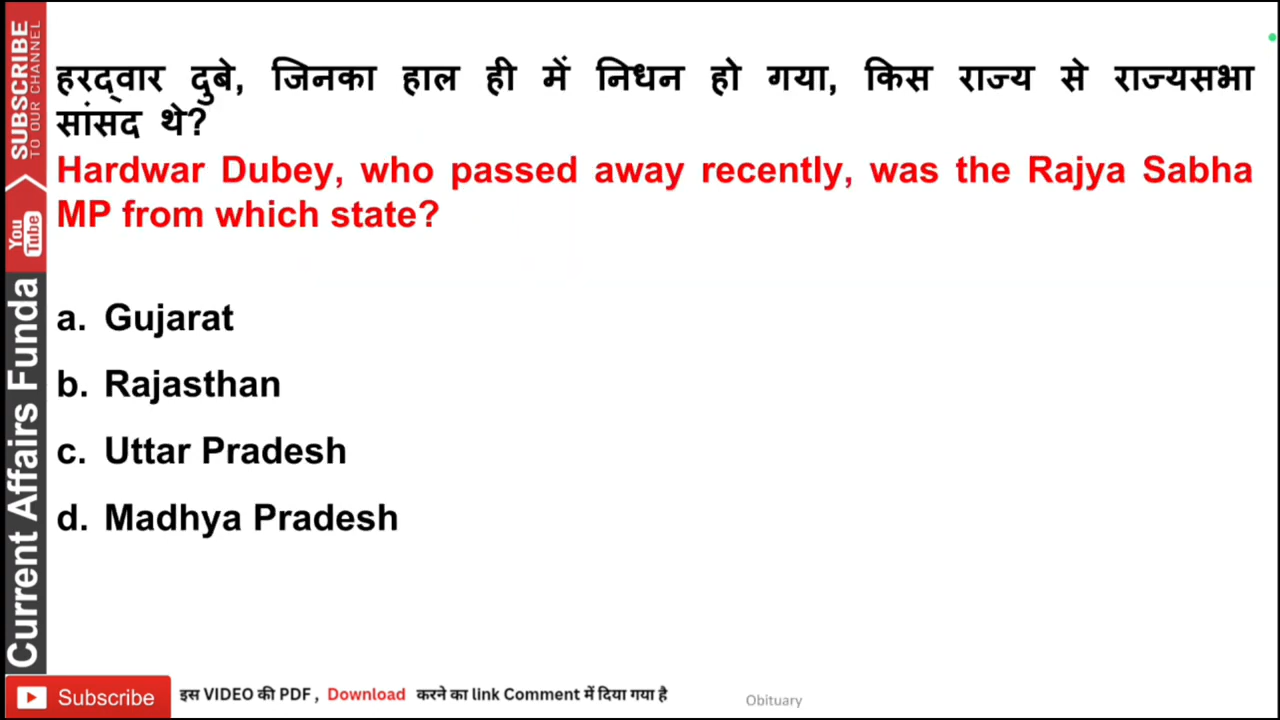 हरद्वार दुबे, जिनका हाल ही में निधन हो गया, किस राज्य से राज्यसभा
सांसद थे?
Hardwar Dubey, who passed away recently, was the Rajya Sabha
MP from which state?
a. Gujarat
b. Rajasthan
c. Uttar Pradesh
d. Madhya Pradesh
SUBSCRIBE
TO OUR CHANNEL
You
Tube
Current Affairs Funda
Subscribe
इस VIDEO की PDF , Download करने का link Comment में दिया गया है
Obituary